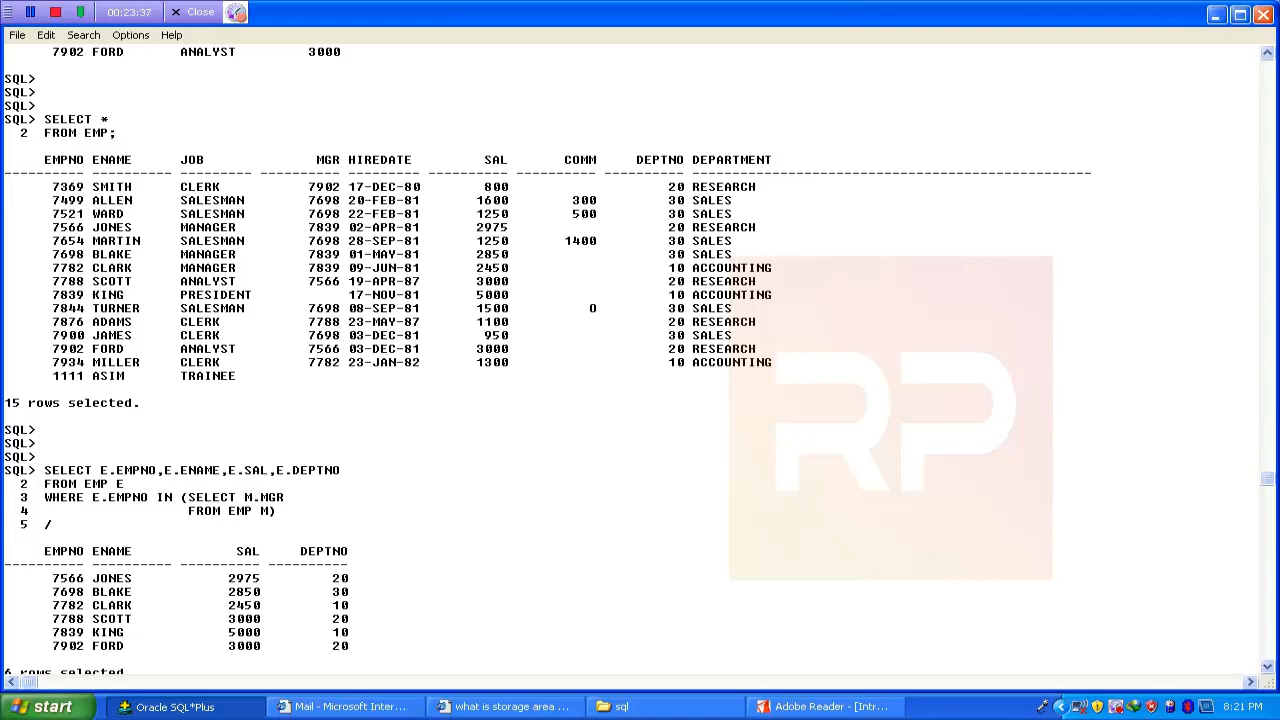 00:23:37 Close
File Edit Search Options Help
7902 FORD ANALYST 3000
SQL>
SQL>
SQL>
SQL> SELECT *
2 FROM EMP;
EMPNO ENAME JOB MGR HIREDATE SAL COMM DEPTNO DEPARTMENT
7369 SMITH CLERK 7902 17-DEC-80 800 20 RESEARCH
7499 ALLEN SALESMAN 7698 20-FEB-81 1600 300 30 SALES
7521 WARD SALESMAN 7698 22-FEB-81 1250 500 30 SALES
7566 JONES MANAGER 7839 02-APR-81 2975 20 RESEARCH
7654 MARTIN SALESMAN 7698 28-SEP-81 1250 1400 30 SALES
7698 BLAKE MANAGER 7839 01-MAY-81 2850 30 SALES
7782 CLARK MANAGER 7839 09-JUN-81 2450 10 ACCOUNTING
7788 SCOTT ANALYST 7566 19-APR-87 3000 20 RESEARCH
7839 KING PRESIDENT 17-NOV-81 5000 10 ACCOUNTING
7844 TURNER SALESMAN 7698 08-SEP-81 1500 0 30 SALES
7876 ADAMS CLERK 7788 23-MAY-87 1100 20 RESEARCH
7900 JAMES CLERK 7698 03-DEC-81 950 30 SALES
7902 FORD ANALYST 7566 03-DEC-81 3000 20 RESEARCH
7934 MILLER CLERK 7782 23-JAN-82 1300 10 ACCOUNTING
1111 ASIM TRAINEE
15 rows selected.
SQL>
SQL>
SQL>
SQL> SELECT E.EMPNO,E.ENAME,E.SAL,E.DEPTNO
2 FROM EMP E
3 WHERE E.EMPNO IN (SELECT M.MGR
4 FROM EMP M)
5 /
EMPNO ENAME SAL DEPTNO
7566 JONES 2975 20
7698 BLAKE 2850 30
7782 CLARK 2450 10
7788 SCOTT 3000 20
7839 KING 5000 10
7902 FORD 3000 20
6 rows selected
RP
start Oracle SQL*Plus Mail - Microsoft Inter... what is storage area ... sql Adobe Reader - [Intr... 8:21 PM